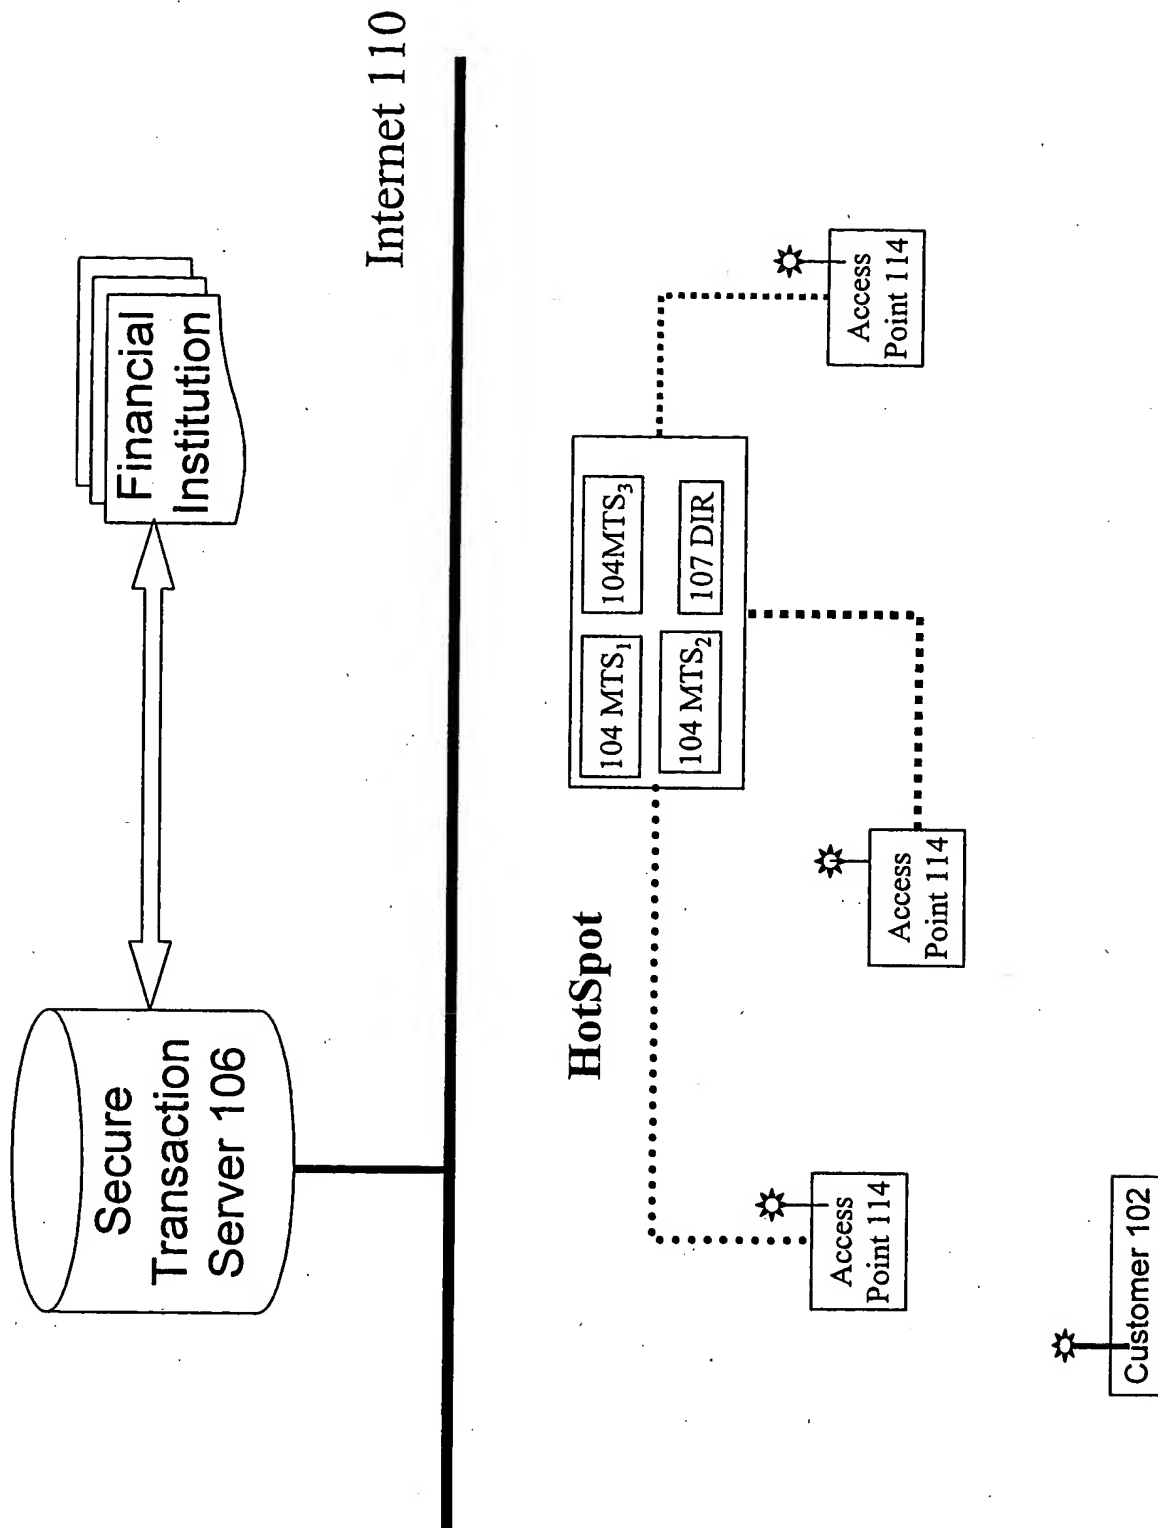 Secure
Transaction
Server 106
Financial
Institution
Internet 110
HotSpot
104 MTS₁
104MTS₃
104 MTS₂
107 DIR
Access
Point 114
Access
Point 114
Access
Point 114
Customer 102